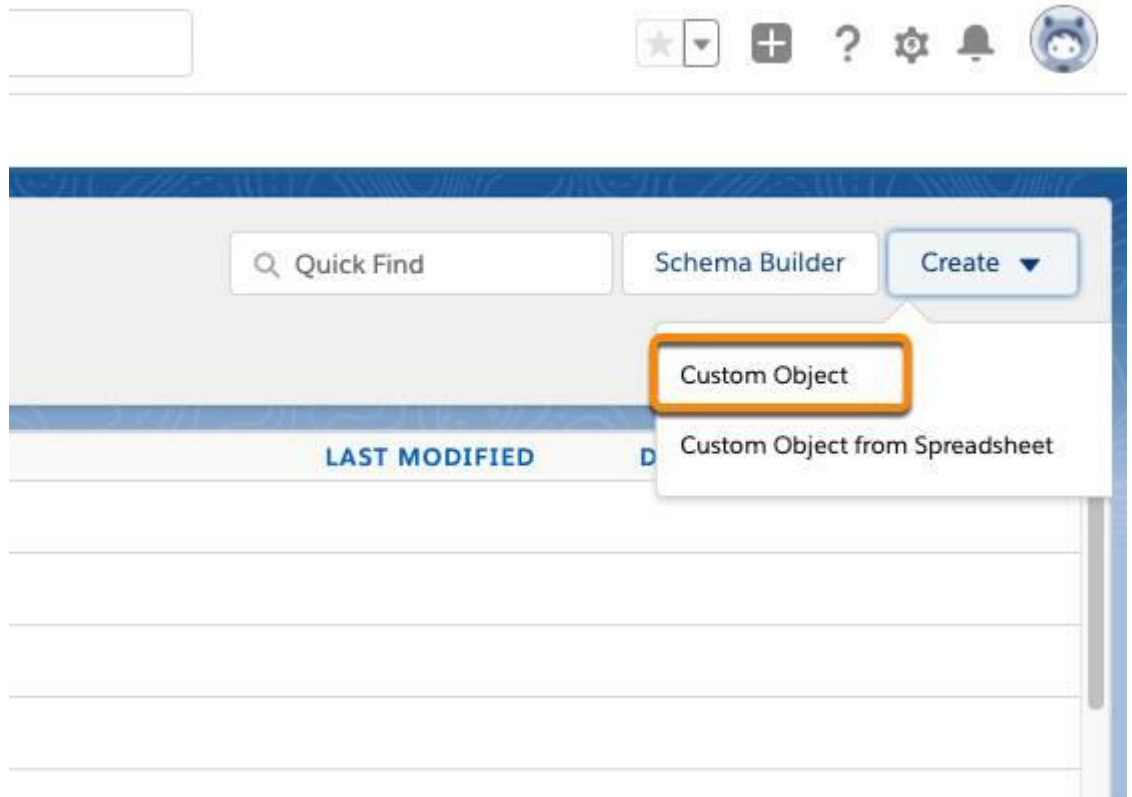 Quick Find
Schema Builder
Create
Custom Object
Custom Object from Spreadsheet
LAST MODIFIED
D